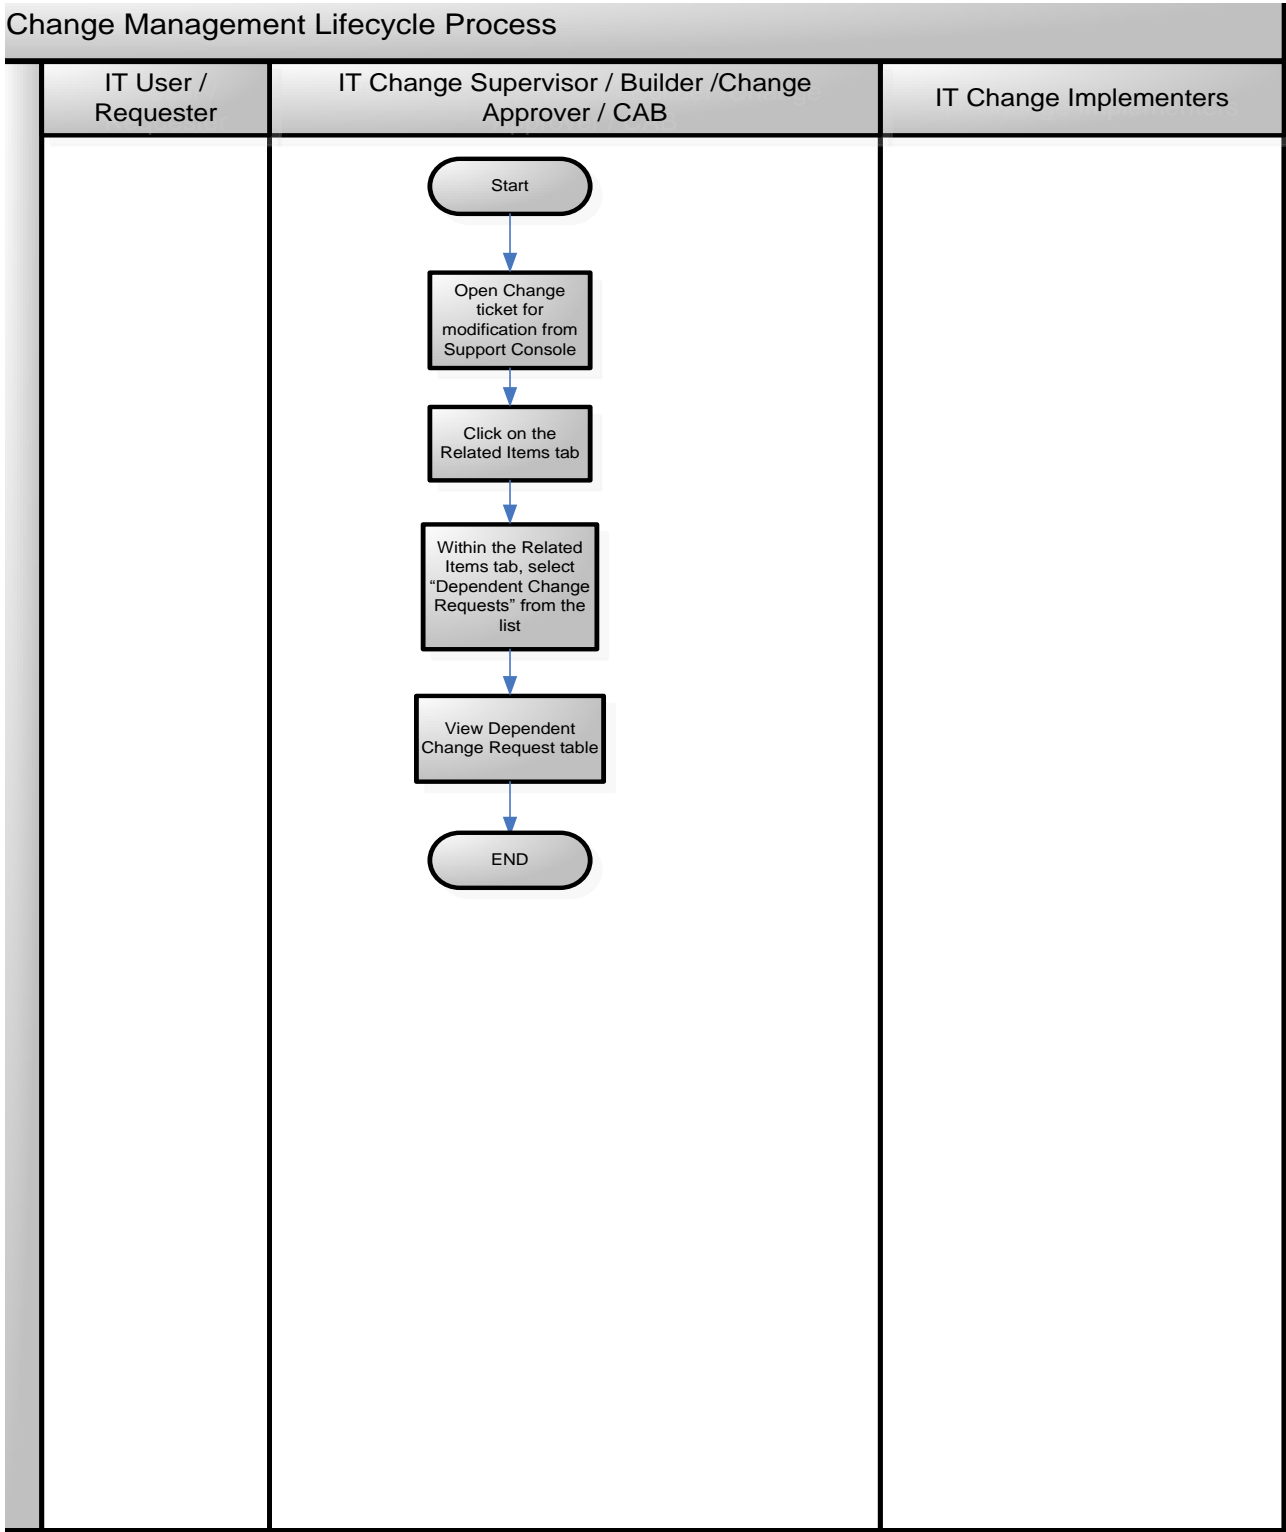 Change Management Lifecycle Process
IT User /
Requester
IT Change Supervisor / Builder /Change
Approver / CAB
IT Change Implementers
Start
Open Change
ticket for
modification from
Support Console
Click on the
Related Items tab
Within the Related
Items tab, select
“Dependent Change
Requests” from the
list
View Dependent
Change Request table
END